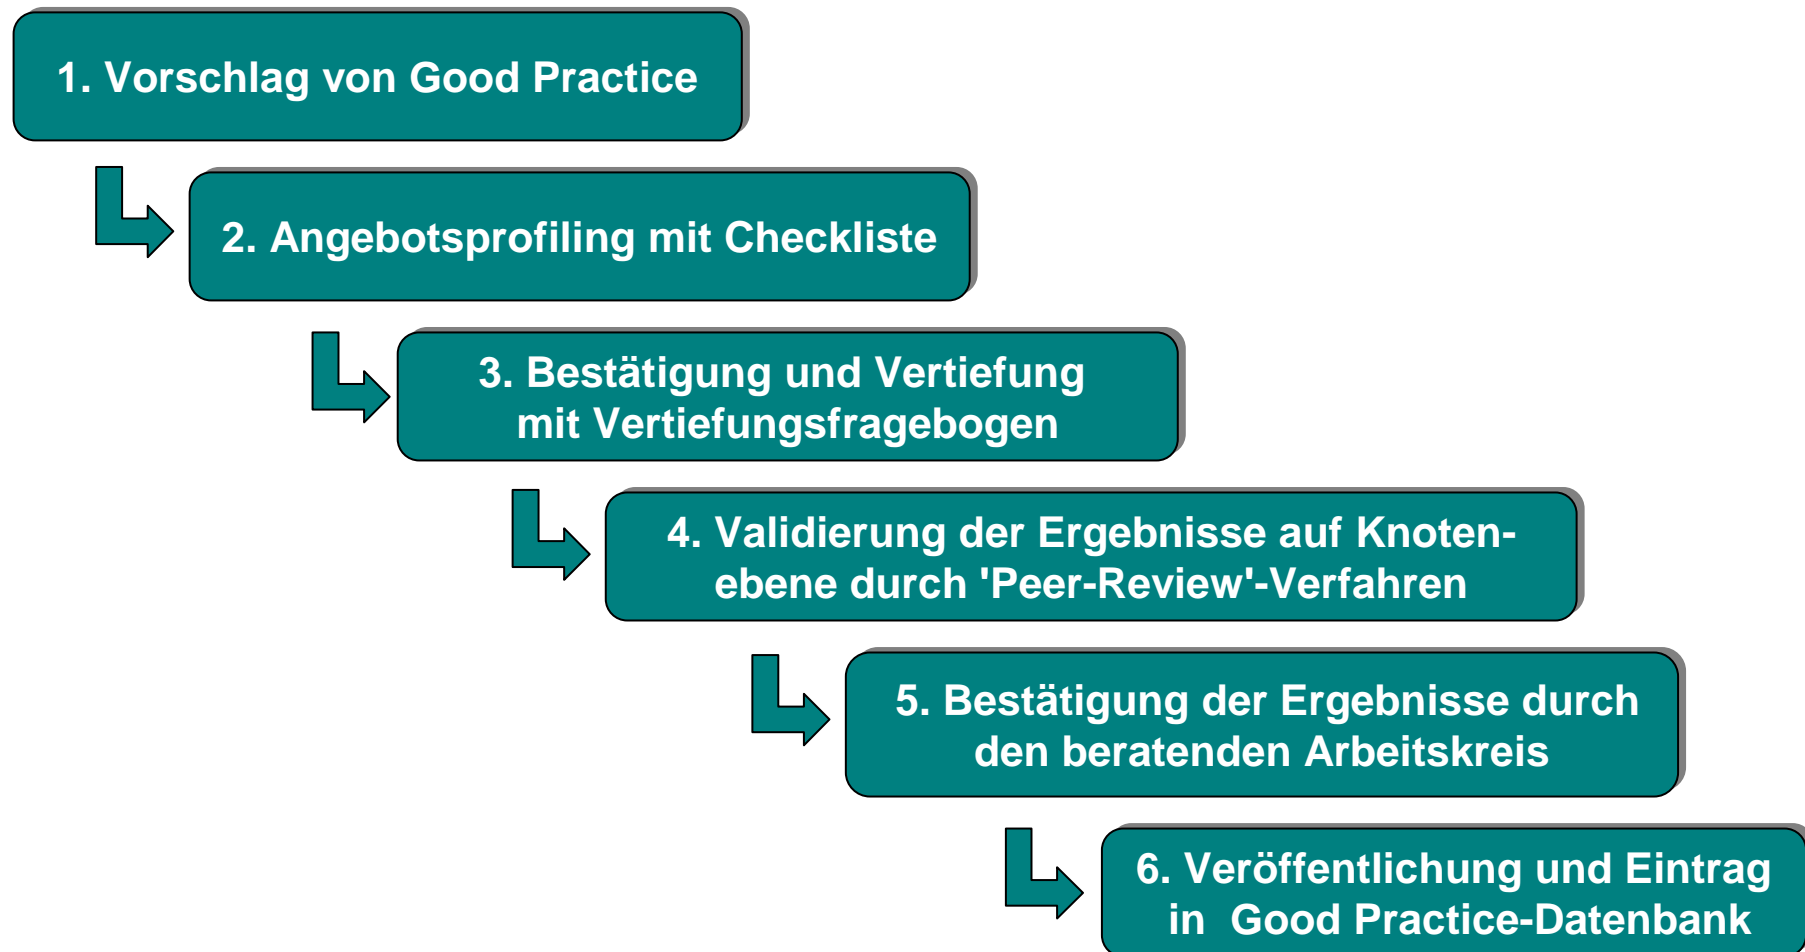 1. Vorschlag von Good Practice
2. Angebotsprofiling mit Checkliste
3. Bestätigung und Vertiefung
mit Vertiefungsfragebogen
4. Validierung der Ergebnisse auf Knoten-
ebene durch 'Peer-Review'-Verfahren
5. Bestätigung der Ergebnisse durch
den beratenden Arbeitskreis
6. Veröffentlichung und Eintrag
in  Good Practice-Datenbank